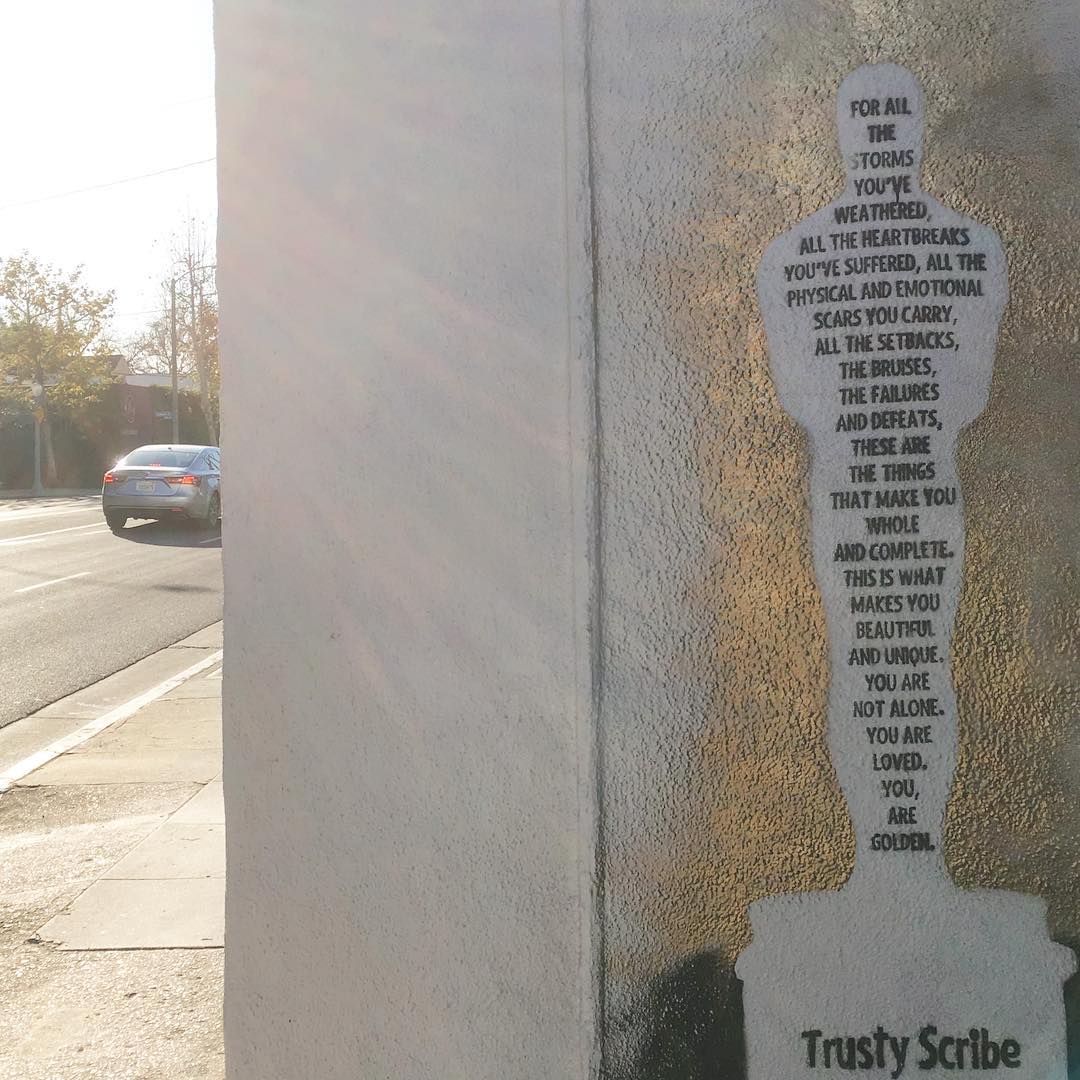 FOR ALL
THE
STORMS
YOU'VE
WEATHERED,
ALL THE HEARTBREAKS
YOU'VE SUFFERED, ALL THE
PHYSICAL AND EMOTIONAL
SCARS YOU CARRY,
ALL THE SETBACKS,
THE BRUISES,
THE FAILURES
AND DEFEATS,
THESE ARE
THE THINGS
THAT MAKE YOU
WHOLE
AND COMPLETE.
THIS IS WHAT
MAKES YOU
BEAUTIFUL
AND UNIQUE.
YOU ARE
NOT ALONE.
YOU ARE
LOVED.
YOU,
ARE
GOLDEN.
Trusty Scribe